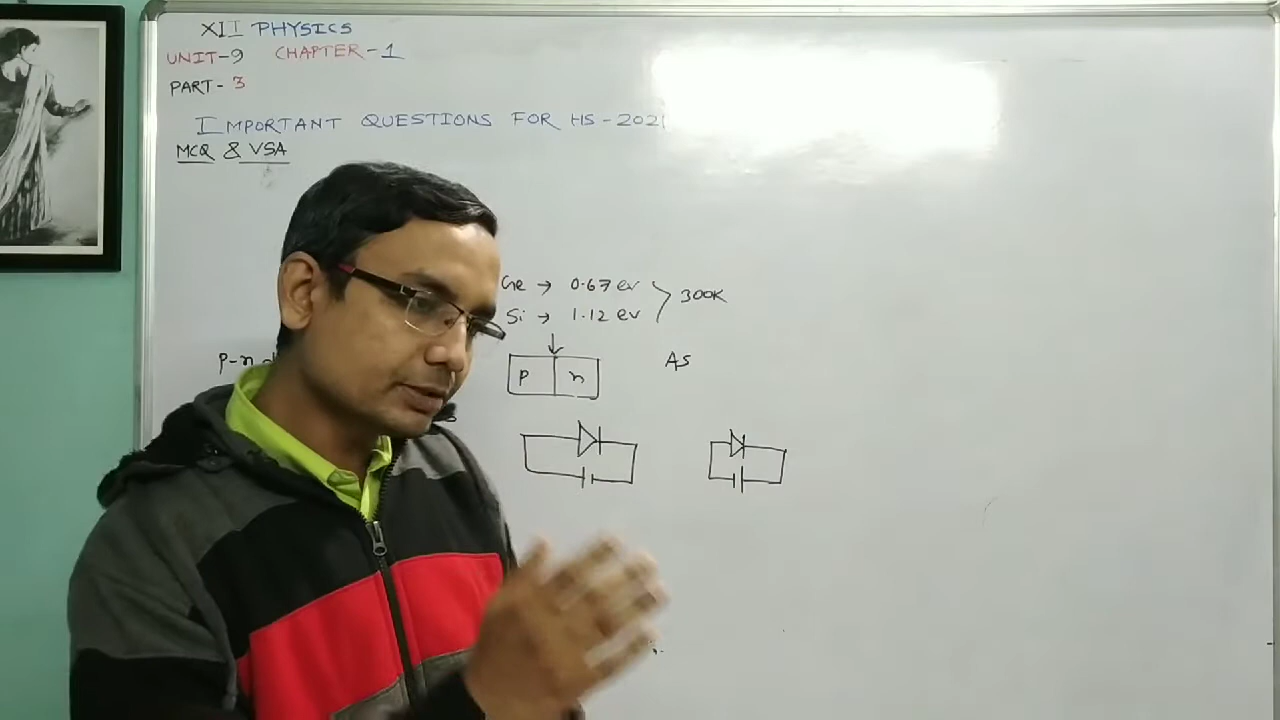 XII PHYSICS
UNIT-9 CHAPTER-1
PART-3
IMPORTANT QUESTIONS FOR HS-2021
MCQ & VSA
Ge → 0.67 ev
Si → 1.12 ev
300K
P-n
p n
As